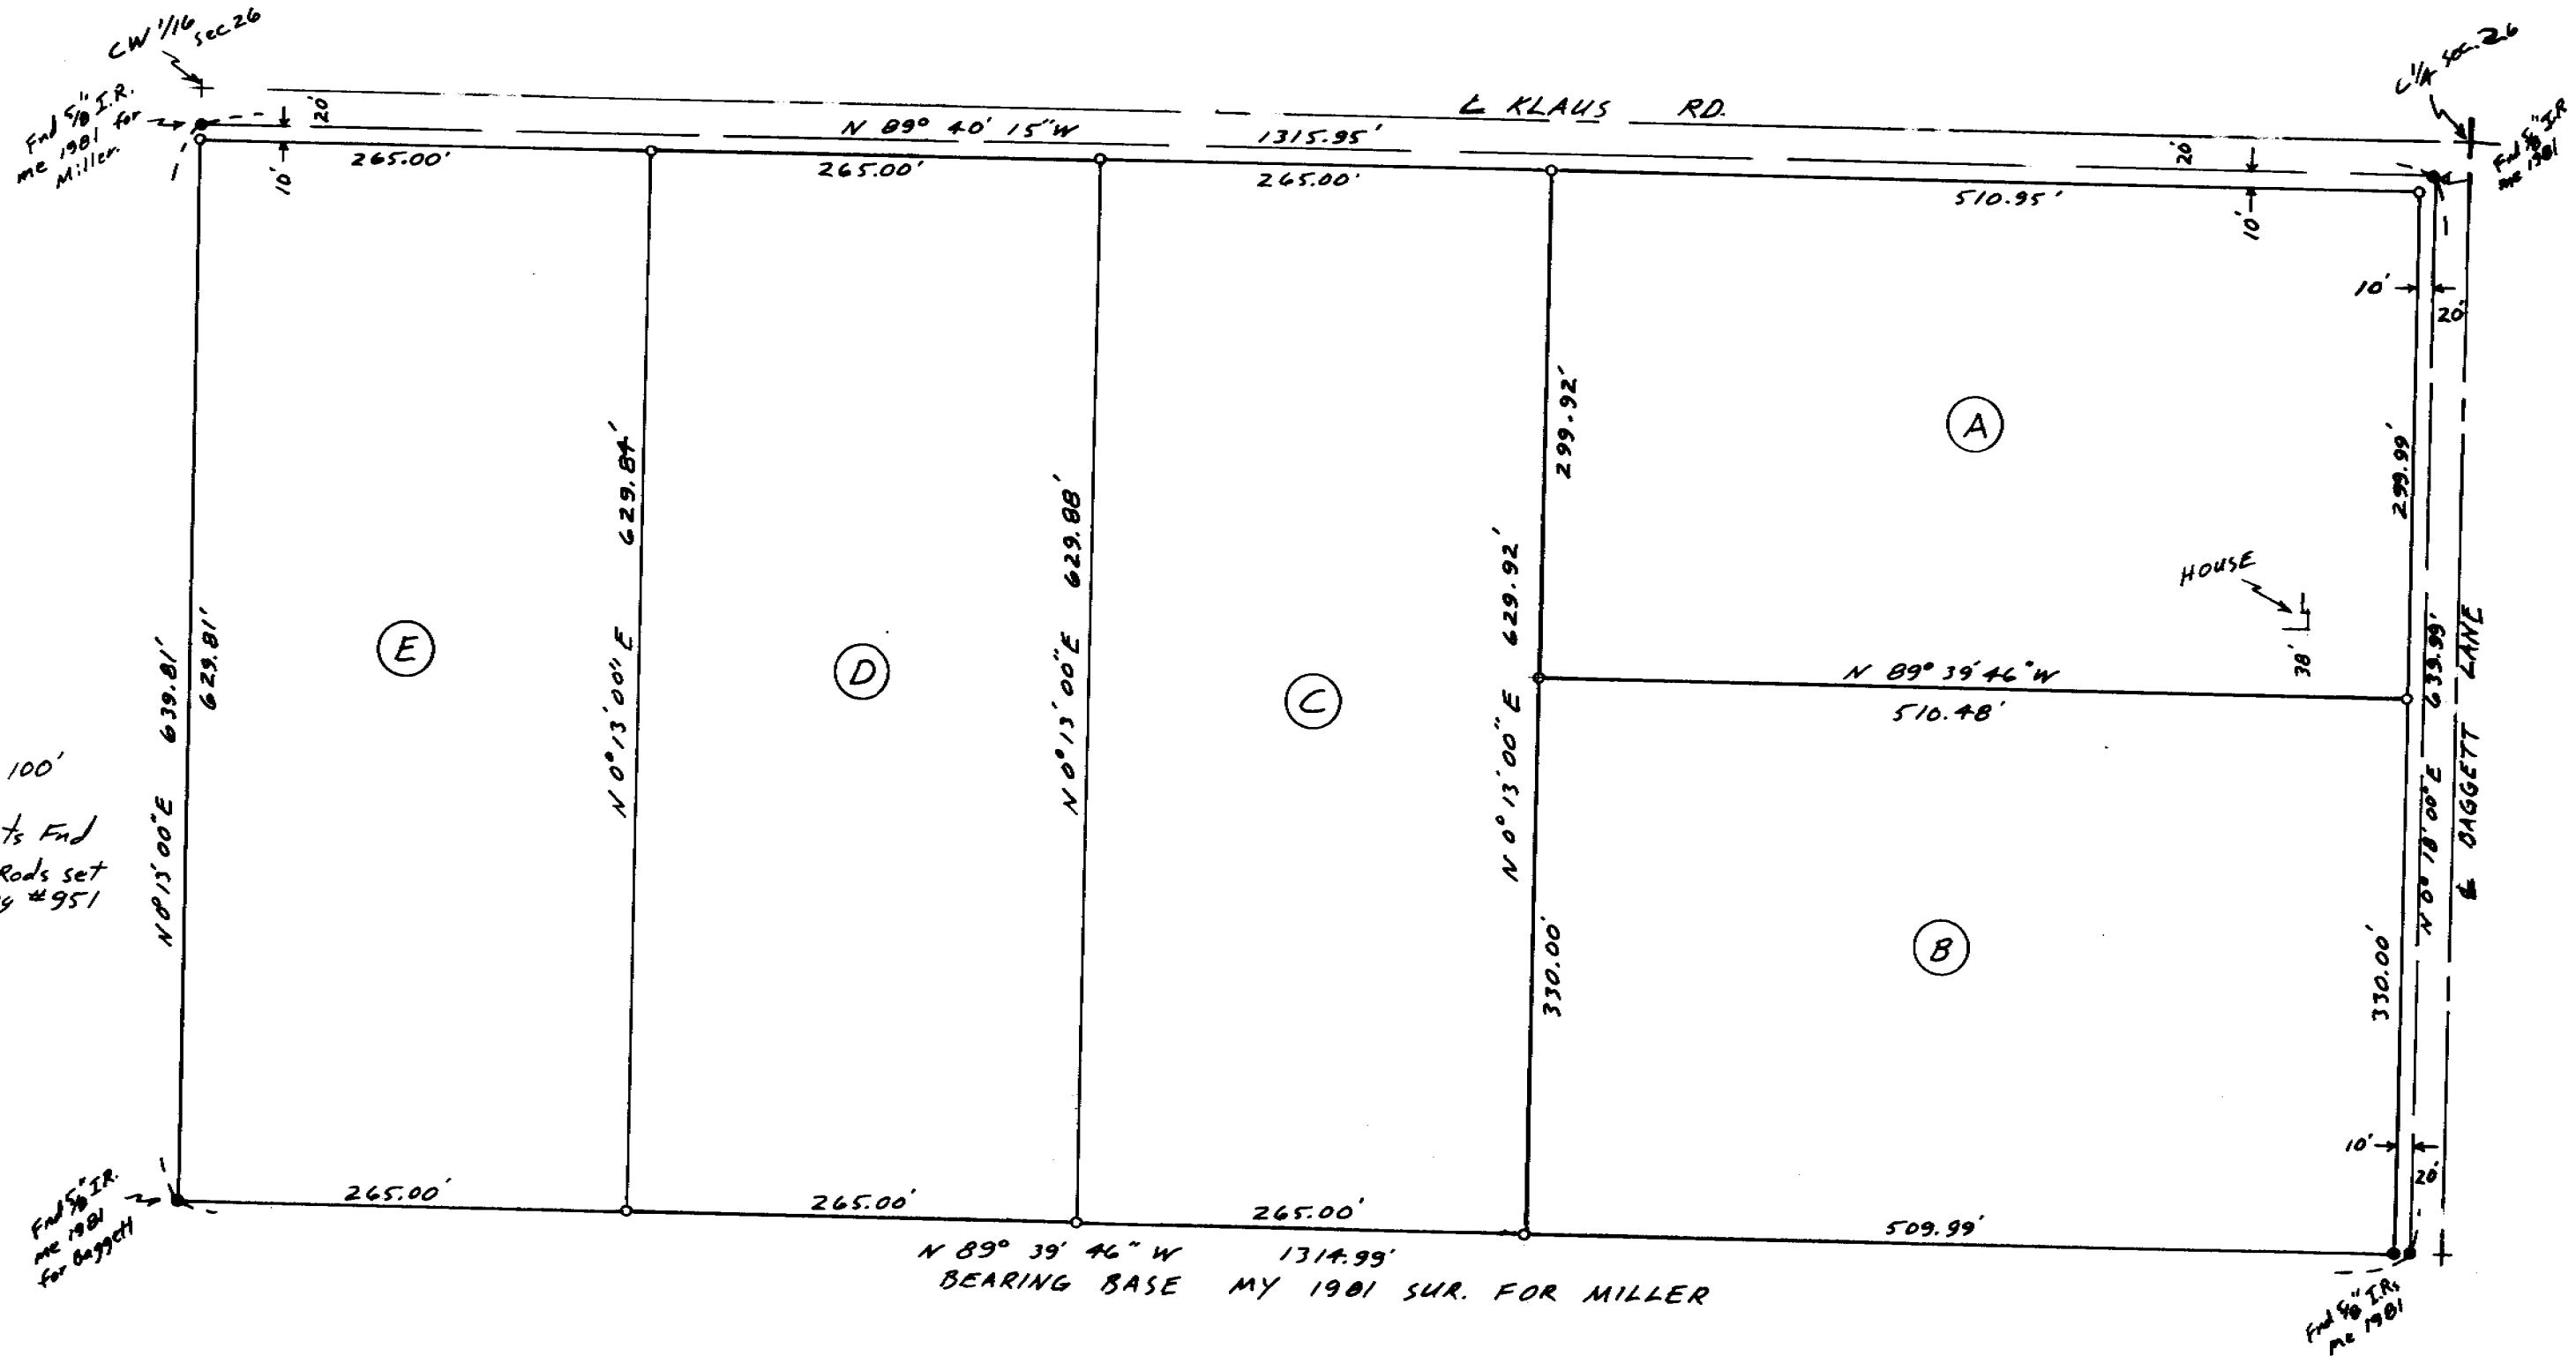 CW 1/16 sec 26
Fnd 5/8" I.R.
me 1981 for
Miller.
20'
10'
N 89° 40' 15" W 1315.95'
℄ KLAUS RD.
C 1/4 Sec. 26
Fnd 5/8" I.R
me 1981
265.00'
265.00'
265.00'
510.95'
20'
10'
10'
20'
N 0° 13' 00" E 639.81'
629.81'
E
N 0° 13' 00" E 629.84'
D
N 0° 13' 00" E 629.88'
C
N 0° 13' 00" E 629.92'
299.92'
A
299.99'
HOUSE
38'
N 89° 39' 46" W
510.48'
330.00'
B
330.00'
N 0° 18' 00" E 639.99'
℄ BAGGETT LANE
100'
ts Fnd
Rods set
g #951
10'
20'
Fnd 5/8" I.R.
me 1981
for Baggett
265.00'
265.00'
265.00'
509.99'
N 89° 39' 46" W 1314.99'
BEARING BASE MY 1981 SUR. FOR MILLER
Fnd 5/8" I.Rs
me 1981